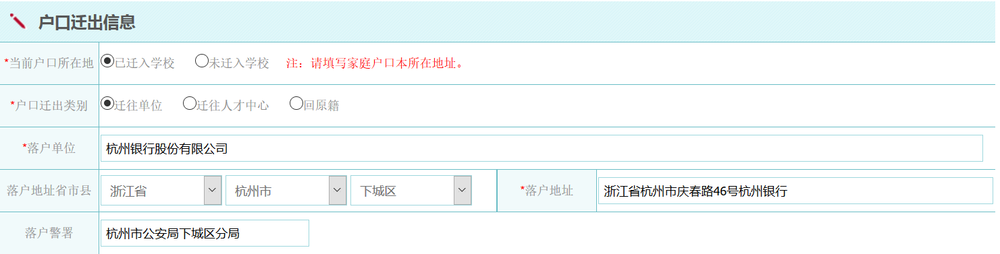 户口迁出信息
*当前户口所在地 已迁入学校 未迁入学校 注：请填写家庭户口本所在地址。
*户口迁出类别 迁往单位 迁往人才中心 回原籍
*落户单位 杭州银行股份有限公司
落户地址省市县 浙江省 杭州市 下城区 *落户地址 浙江省杭州市庆春路46号杭州银行
落户警署 杭州市公安局下城区分局